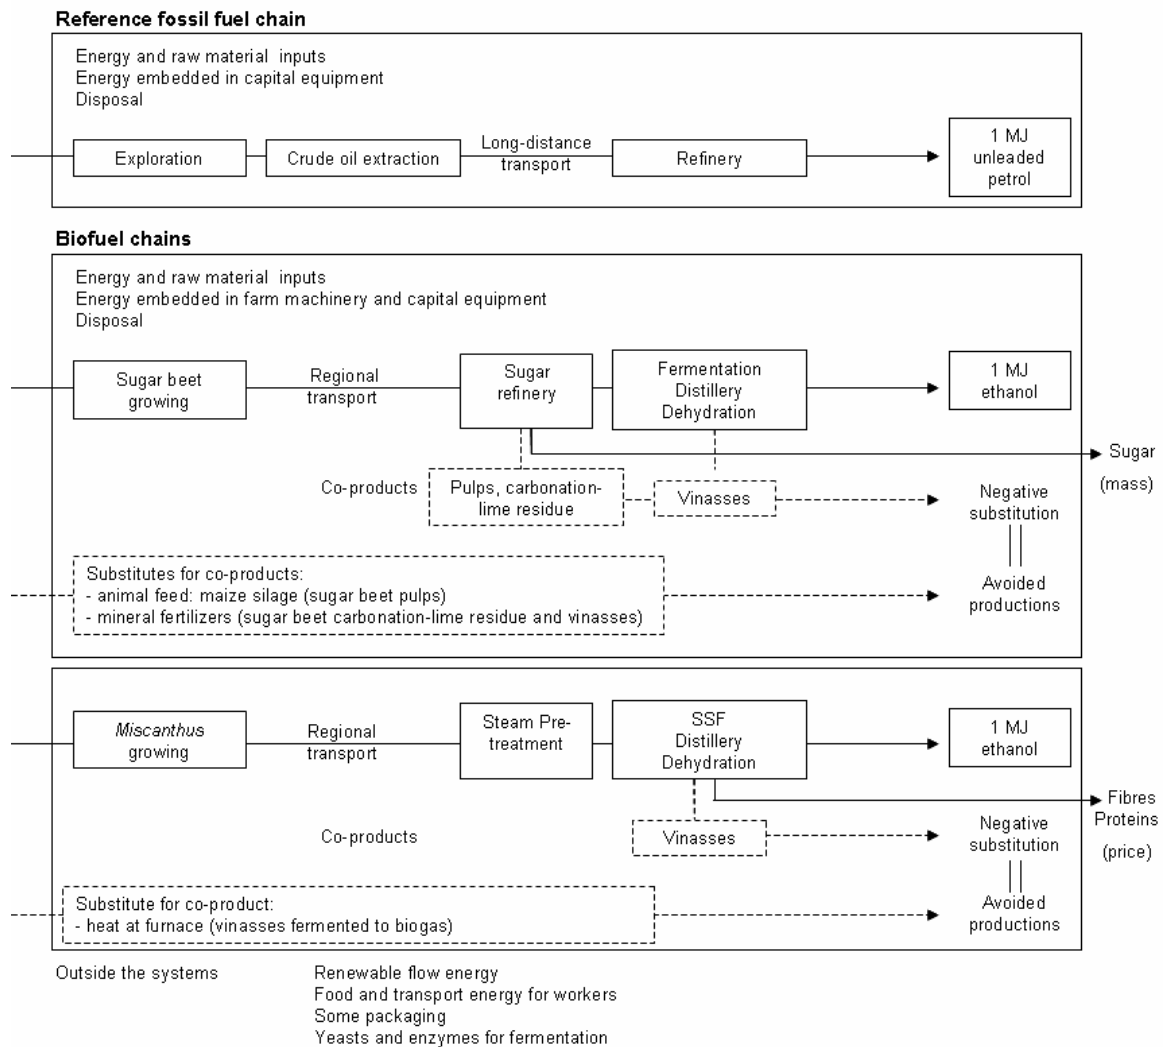 Reference fossil fuel chain
Energy and raw material inputs
Energy embedded in capital equipment
Disposal
Exploration
Crude oil extraction
Long-distance
transport
Refinery
1 MJ
unleaded
petrol
Biofuel chains
Energy and raw material inputs
Energy embedded in farm machinery and capital equipment
Disposal
Sugar beet
growing
Regional
transport
Sugar
refinery
Fermentation
Distillery
Dehydration
1 MJ
ethanol
Sugar
(mass)
Co-products
Pulps, carbonation-
lime residue
Vinasses
Negative
substitution
Substitutes for co-products:
- animal feed: maize silage (sugar beet pulps)
- mineral fertilizers (sugar beet carbonation-lime residue and vinasses)
Avoided
productions
Miscanthus
growing
Regional
transport
Steam Pre-
treatment
SSF
Distillery
Dehydration
1 MJ
ethanol
Fibres
Proteins
(price)
Co-products
Vinasses
Negative
substitution
Substitute for co-product:
- heat at furnace (vinasses fermented to biogas)
Avoided
productions
Outside the systems
Renewable flow energy
Food and transport energy for workers
Some packaging
Yeasts and enzymes for fermentation